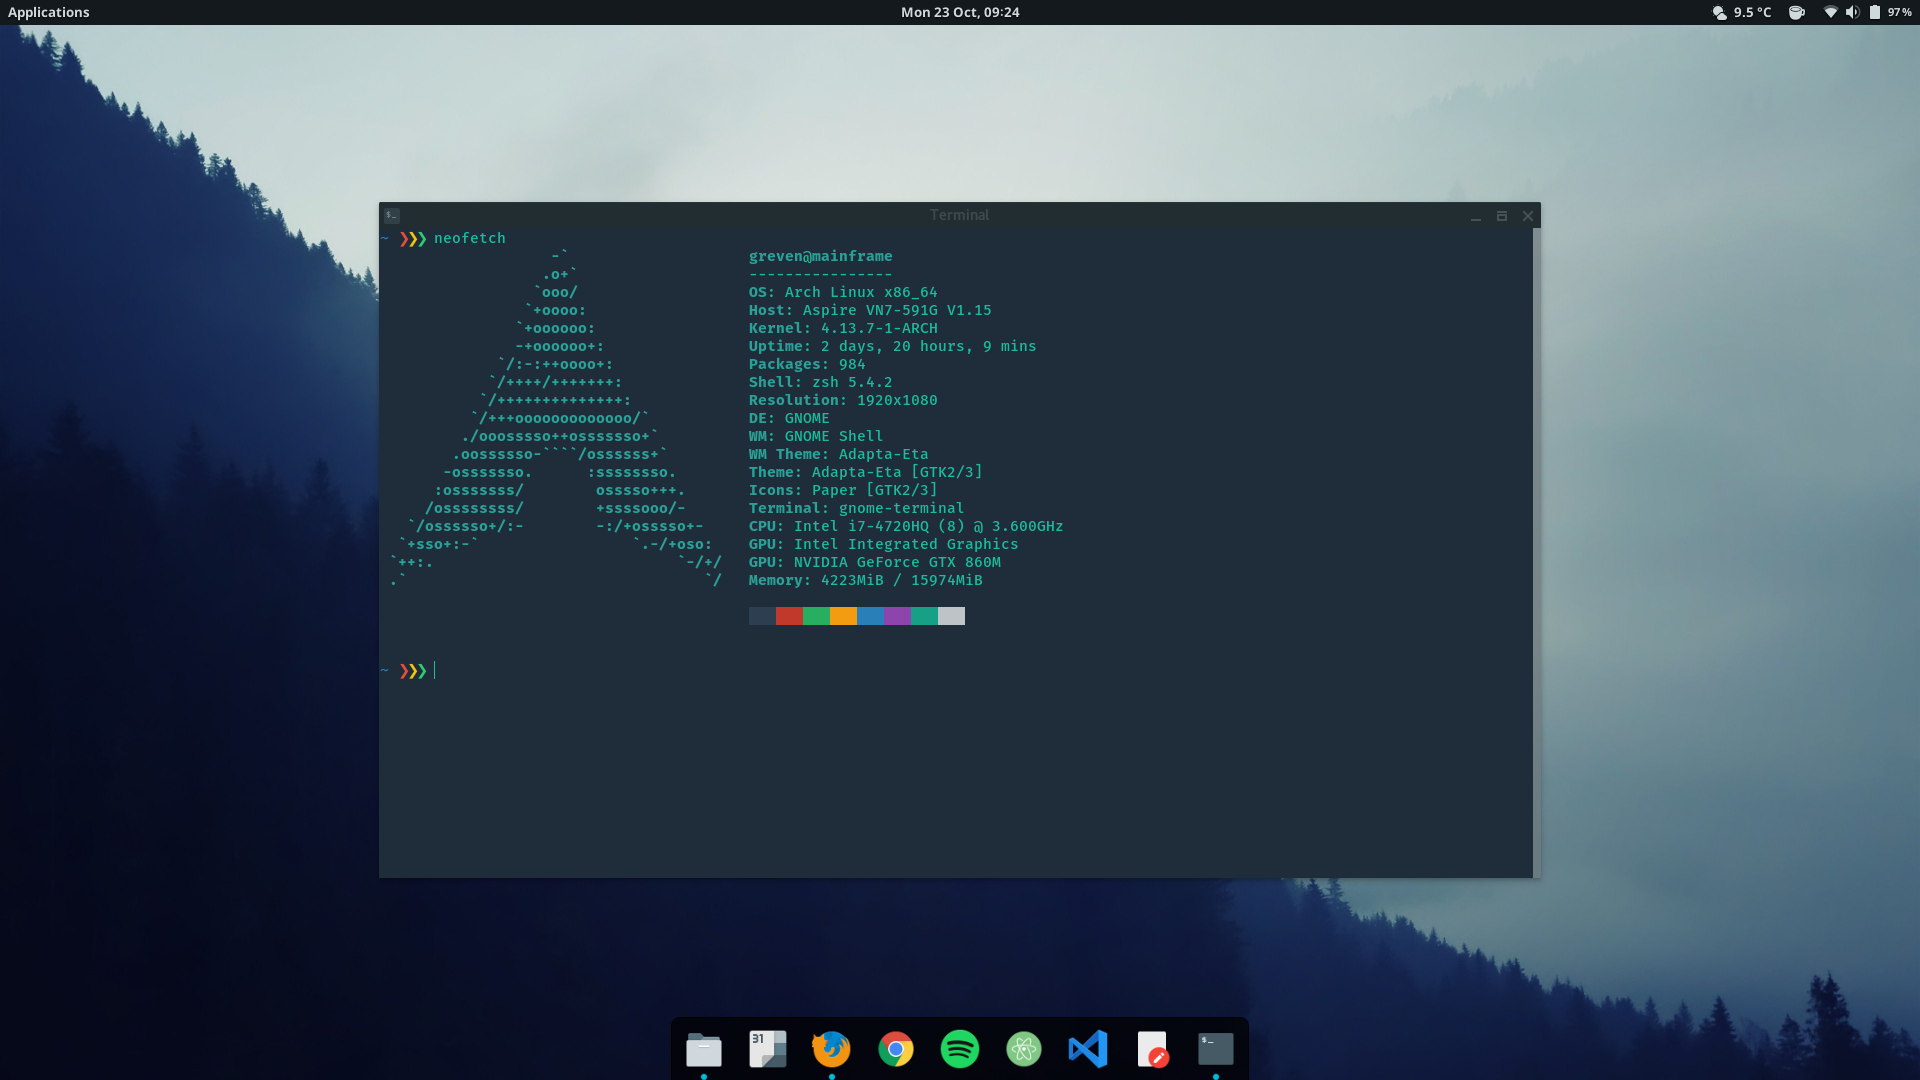 Applications
Mon 23 Oct, 09:24
9.5 °C
97%
Terminal
~ ❯❯❯ neofetch
-`
.o+`
`ooo/
`+oooo:
`+oooooo:
-+oooooo+:
`/:-:++oooo+:
`/++++/+++++++:
`/++++++++++++++:
`/+++ooooooooooooo/`
./ooosssso++osssssso+`
.oossssso-````/ossssss+`
-osssssso.      :ssssssso.
:osssssss/        osssso+++.
/ossssssss/        +ssssooo/-
`/ossssso+/:-        -:/+osssso+-
`+sso+:-`                 `.-/+oso:
`++:.                           `-/+/
.`                                 `/
greven@mainframe
----------------
OS: Arch Linux x86_64
Host: Aspire VN7-591G V1.15
Kernel: 4.13.7-1-ARCH
Uptime: 2 days, 20 hours, 9 mins
Packages: 984
Shell: zsh 5.4.2
Resolution: 1920x1080
DE: GNOME
WM: GNOME Shell
WM Theme: Adapta-Eta
Theme: Adapta-Eta [GTK2/3]
Icons: Paper [GTK2/3]
Terminal: gnome-terminal
CPU: Intel i7-4720HQ (8) @ 3.600GHz
GPU: Intel Integrated Graphics
GPU: NVIDIA GeForce GTX 860M
Memory: 4223MiB / 15974MiB
~ ❯❯❯
31
$_